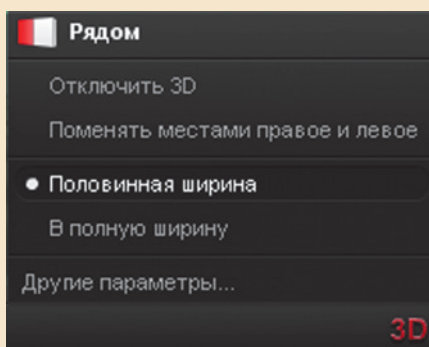 Рядом
Отключить 3D
Поменять местами правое и левое
Половинная ширина
В полную ширину
Другие параметры...
3D